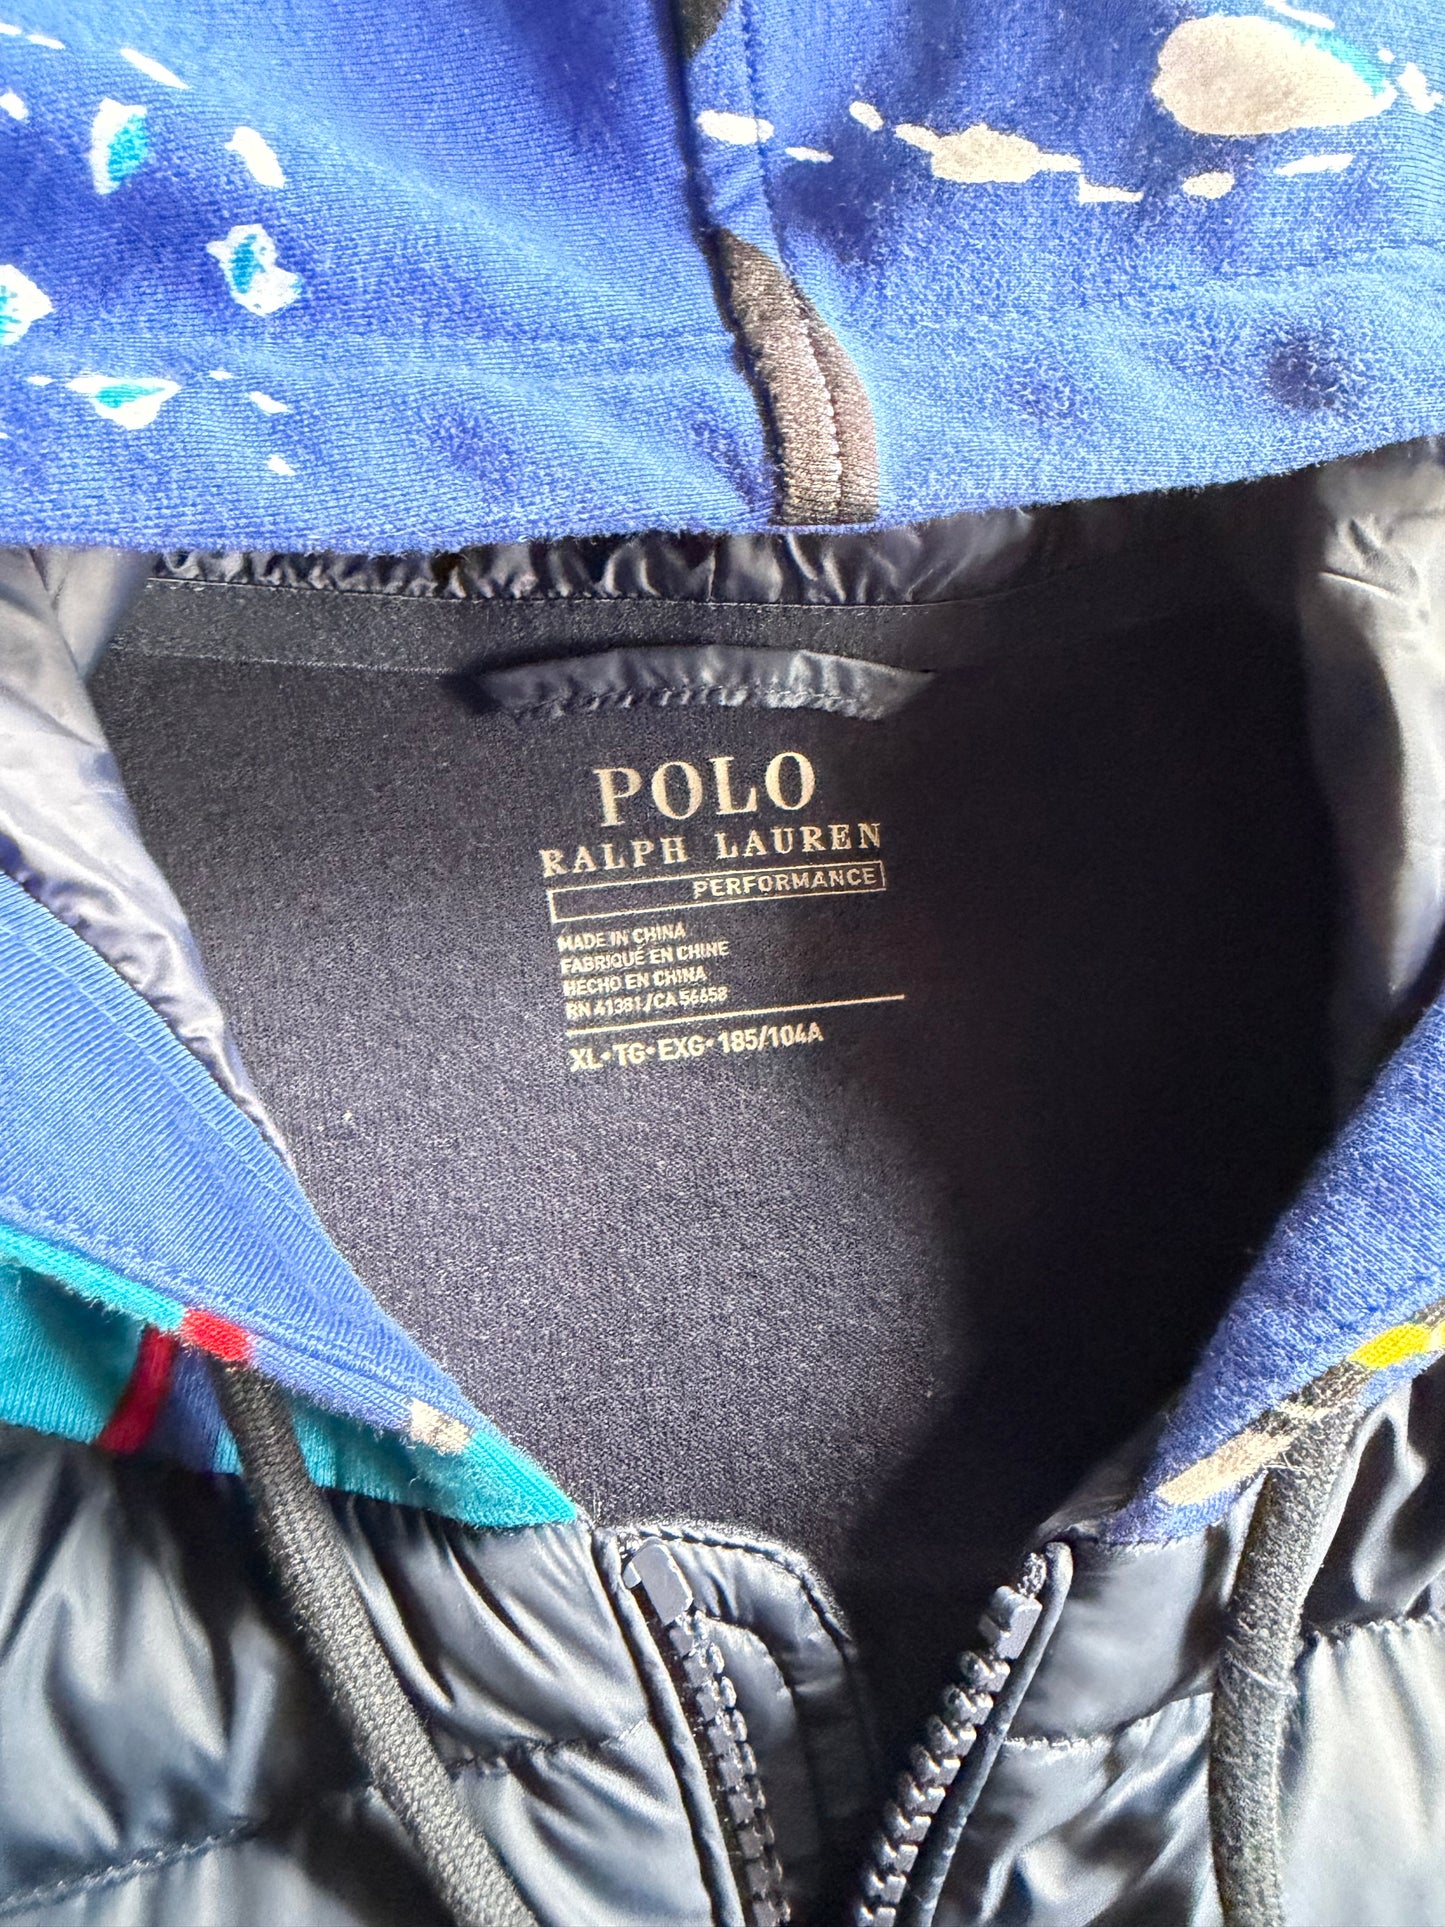 POLO
RALPH LAUREN
PERFORMANCE
MADE IN CHINA
FABRIQUÉ EN CHINE
HECHO EN CHINA
RN 41381/CA 56658
XL•TG•EXG•185/104A